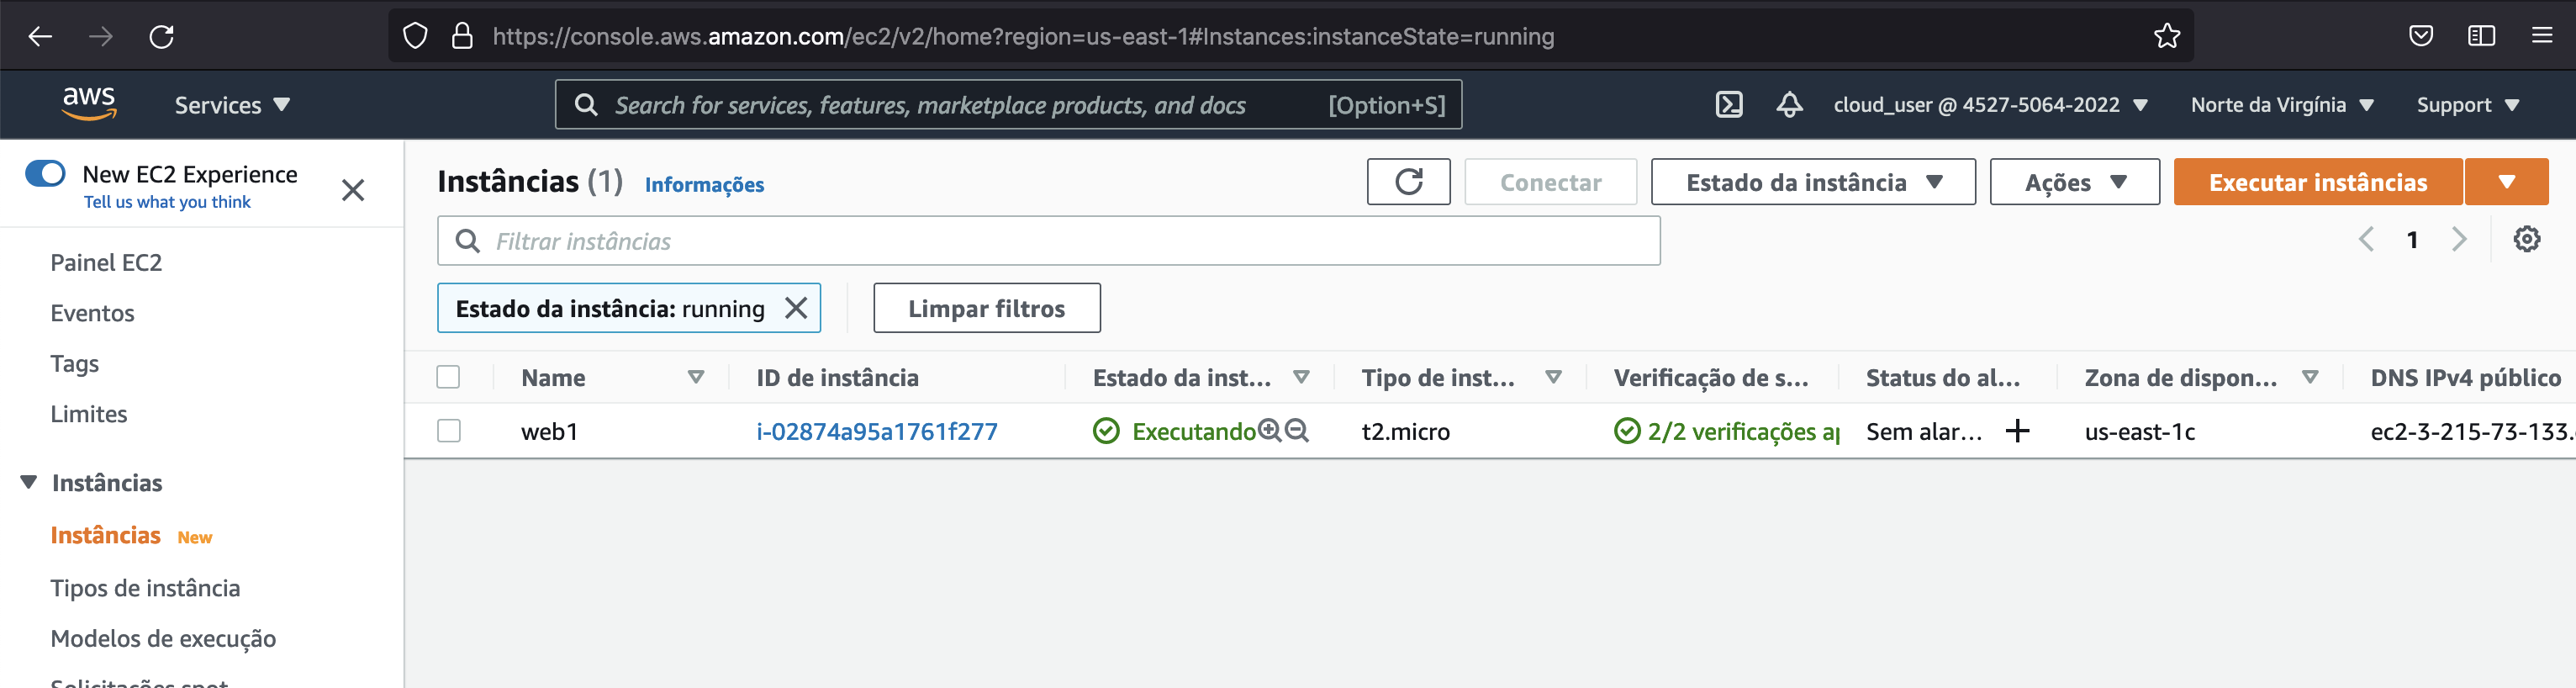 https://console.aws.amazon.com/ec2/v2/home?region=us-east-1#Instances:instanceState=running
aws Services Search for services, features, marketplace products, and docs [Option+S] cloud_user @ 4527-5064-2022 Norte da Virgínia Support
New EC2 Experience
Tell us what you think
Painel EC2
Eventos
Tags
Limites
Instâncias
Instâncias New
Tipos de instância
Modelos de execução
Solicitações spot
Instâncias (1) Informações Conectar Estado da instância Ações Executar instâncias
Filtrar instâncias 1
Estado da instância: running Limpar filtros
Name ID de instância Estado da inst... Tipo de inst... Verificação de s... Status do al... Zona de dispon... DNS IPv4 público
web1 i-02874a95a1761f277 Executando t2.micro 2/2 verificações ap Sem alar... us-east-1c ec2-3-215-73-133.